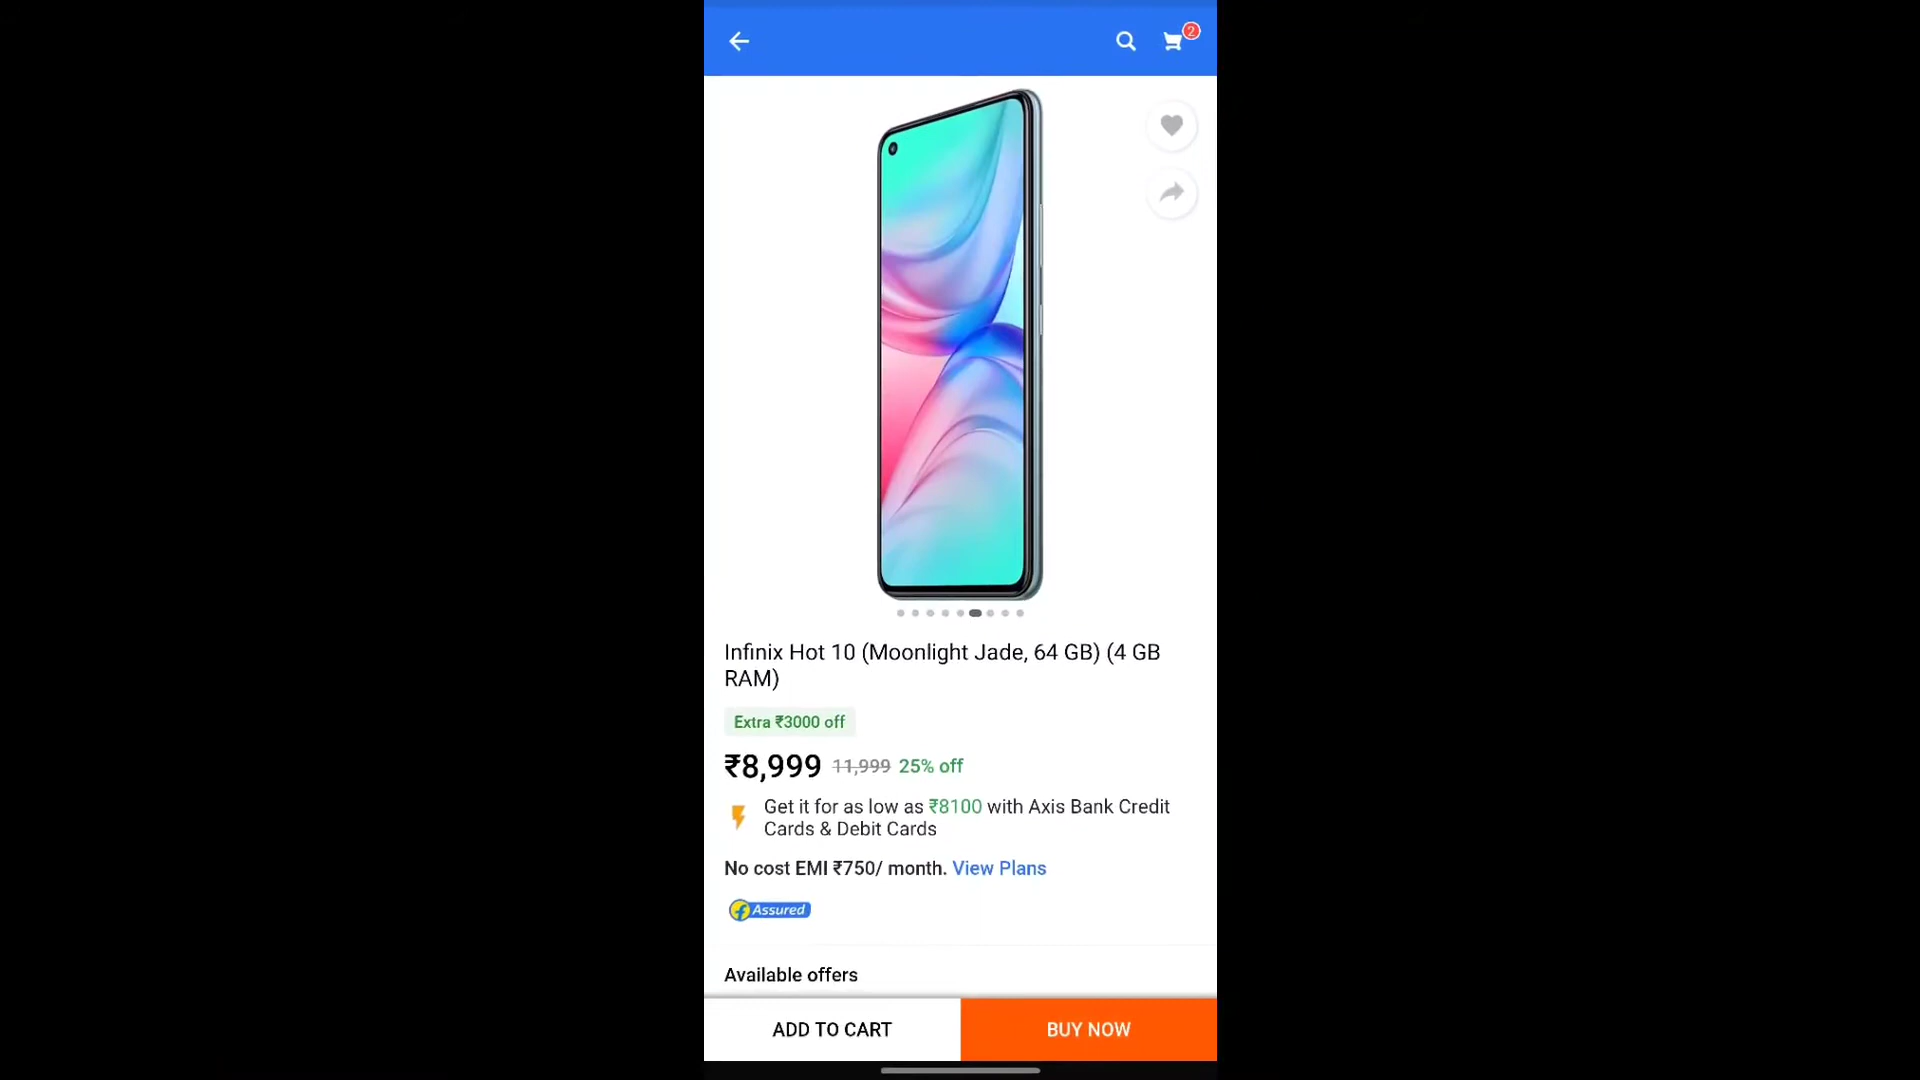 2
Infinix Hot 10 (Moonlight Jade, 64 GB) (4 GB
RAM)
Extra ₹3000 off
₹8,999 11,999 25% off
Get it for as low as ₹8100 with Axis Bank Credit
Cards & Debit Cards
No cost EMI ₹750/ month. View Plans
f Assured
Available offers
ADD TO CART BUY NOW